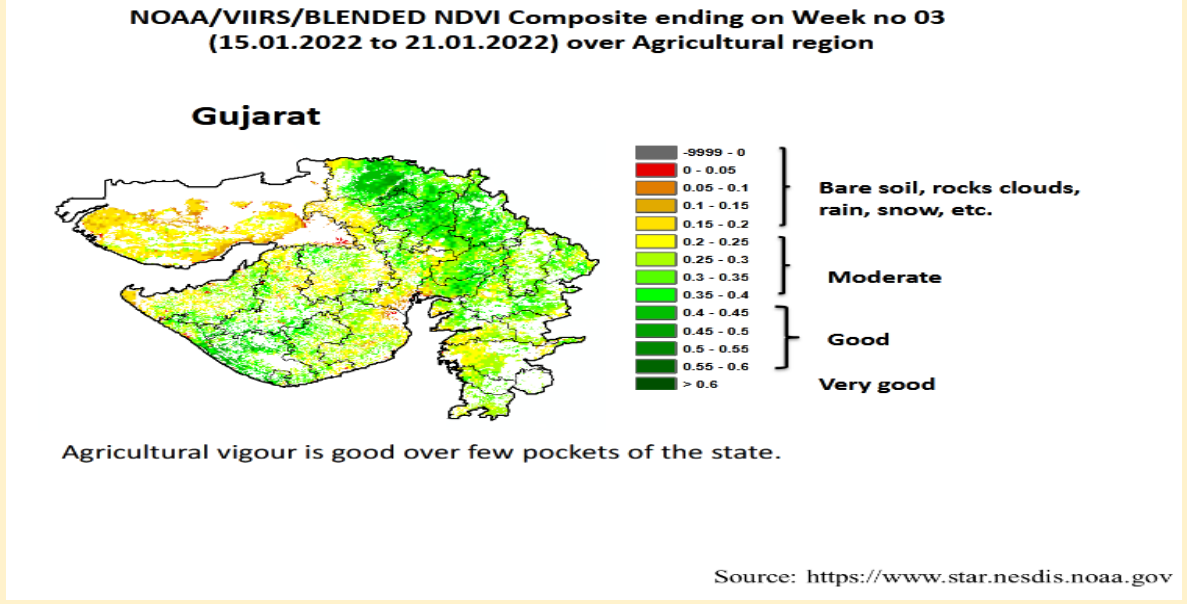 NOAA/VIIRS/BLENDED NDVI Composite ending on Week no 03
(15.01.2022 to 21.01.2022) over Agricultural region
Gujarat
-9999 - 0
0 - 0.05
0.05 - 0.1
0.1 - 0.15
0.15 - 0.2
0.2 - 0.25
0.25 - 0.3
0.3 - 0.35
0.35 - 0.4
0.4 - 0.45
0.45 - 0.5
0.5 - 0.55
0.55 - 0.6
> 0.6
Bare soil, rocks clouds,
rain, snow, etc.
Moderate
Good
Very good
Agricultural vigour is good over few pockets of the state.
Source: https://www.star.nesdis.noaa.gov